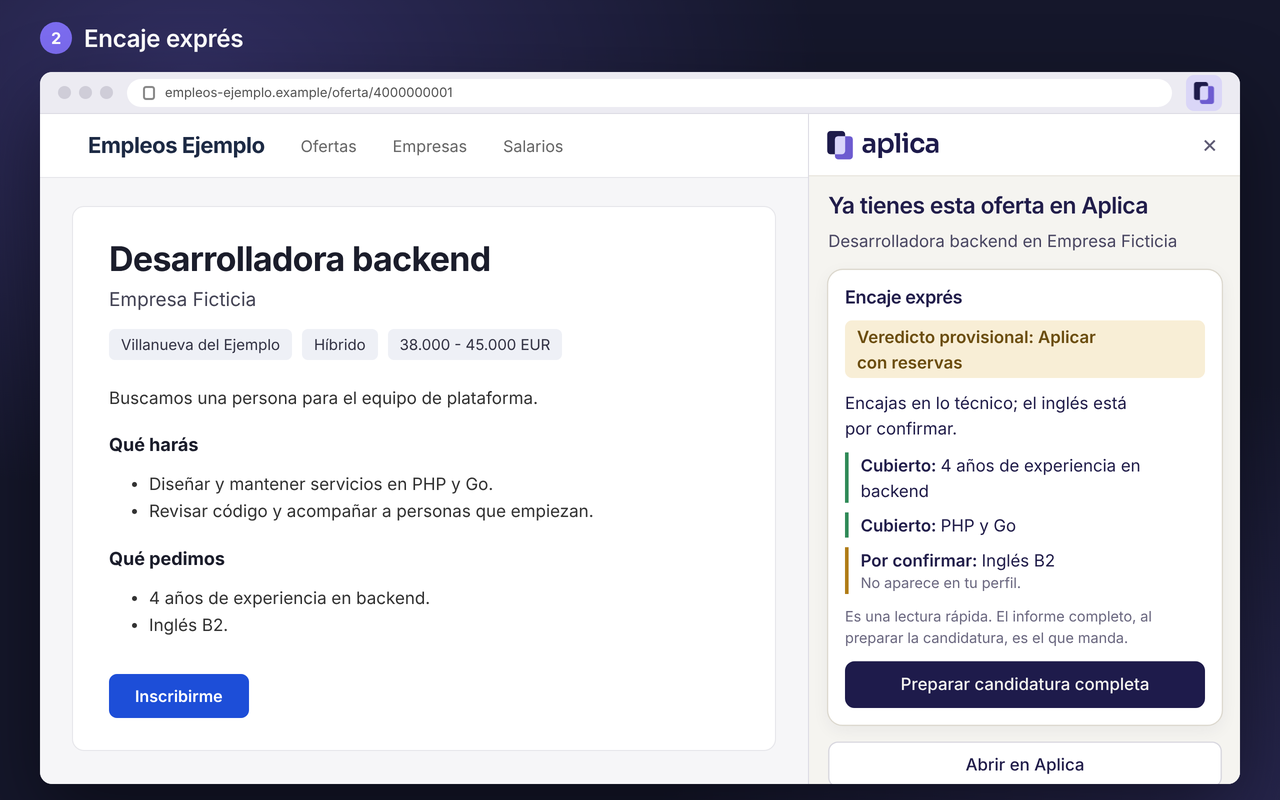 2 Encaje exprés
empleos-ejemplo.example/oferta/4000000001
Empleos Ejemplo Ofertas Empresas Salarios
Desarrolladora backend
Empresa Ficticia
Villanueva del Ejemplo Híbrido 38.000 - 45.000 EUR
Buscamos una persona para el equipo de plataforma.
Qué harás
• Diseñar y mantener servicios en PHP y Go.
• Revisar código y acompañar a personas que empiezan.
Qué pedimos
• 4 años de experiencia en backend.
• Inglés B2.
Inscribirme
aplica ✕
Ya tienes esta oferta en Aplica
Desarrolladora backend en Empresa Ficticia
Encaje exprés
Veredicto provisional: Aplicar
con reservas
Encajas en lo técnico; el inglés está
por confirmar.
Cubierto: 4 años de experiencia en
backend
Cubierto: PHP y Go
Por confirmar: Inglés B2
No aparece en tu perfil.
Es una lectura rápida. El informe completo, al
preparar la candidatura, es el que manda.
Preparar candidatura completa
Abrir en Aplica